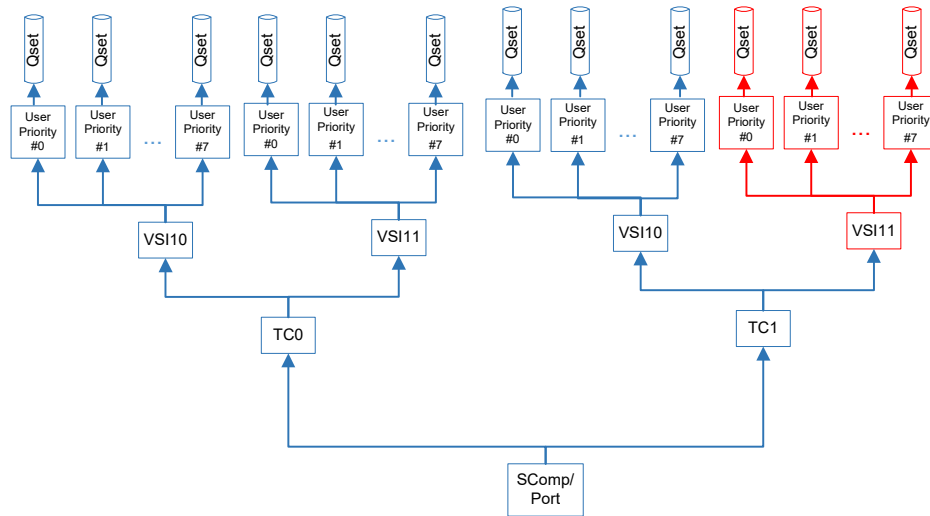 Qset
Qset
Qset
Qset
Qset
Qset
Qset
Qset
Qset
Qset
Qset
Qset
User
Priority
#0
User
Priority
#1
...
User
Priority
#7
User
Priority
#0
User
Priority
#1
...
User
Priority
#7
User
Priority
#0
User
Priority
#1
...
User
Priority
#7
User
Priority
#0
User
Priority
#1
...
User
Priority
#7
VSI10
VSI11
VSI10
VSI11
TC0
TC1
SComp/
Port